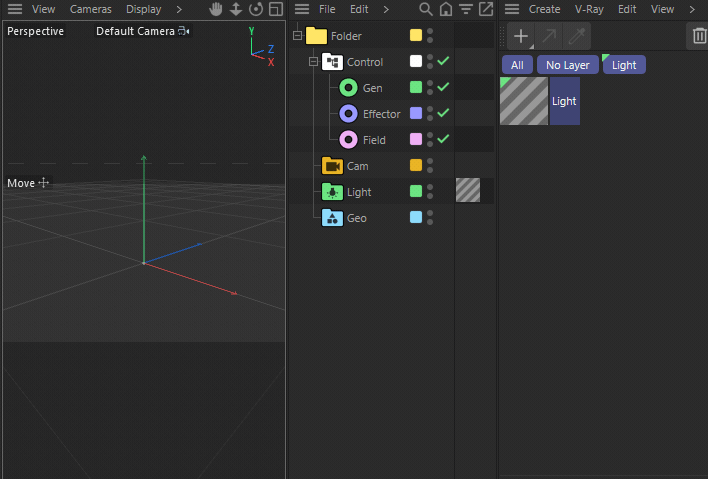 View Cameras Display
Perspective
Default Camera
Y
Z
X
Move
File Edit
Folder
Control
Gen
Effector
Field
Cam
Light
Geo
Create V-Ray Edit View
All No Layer Light
Light